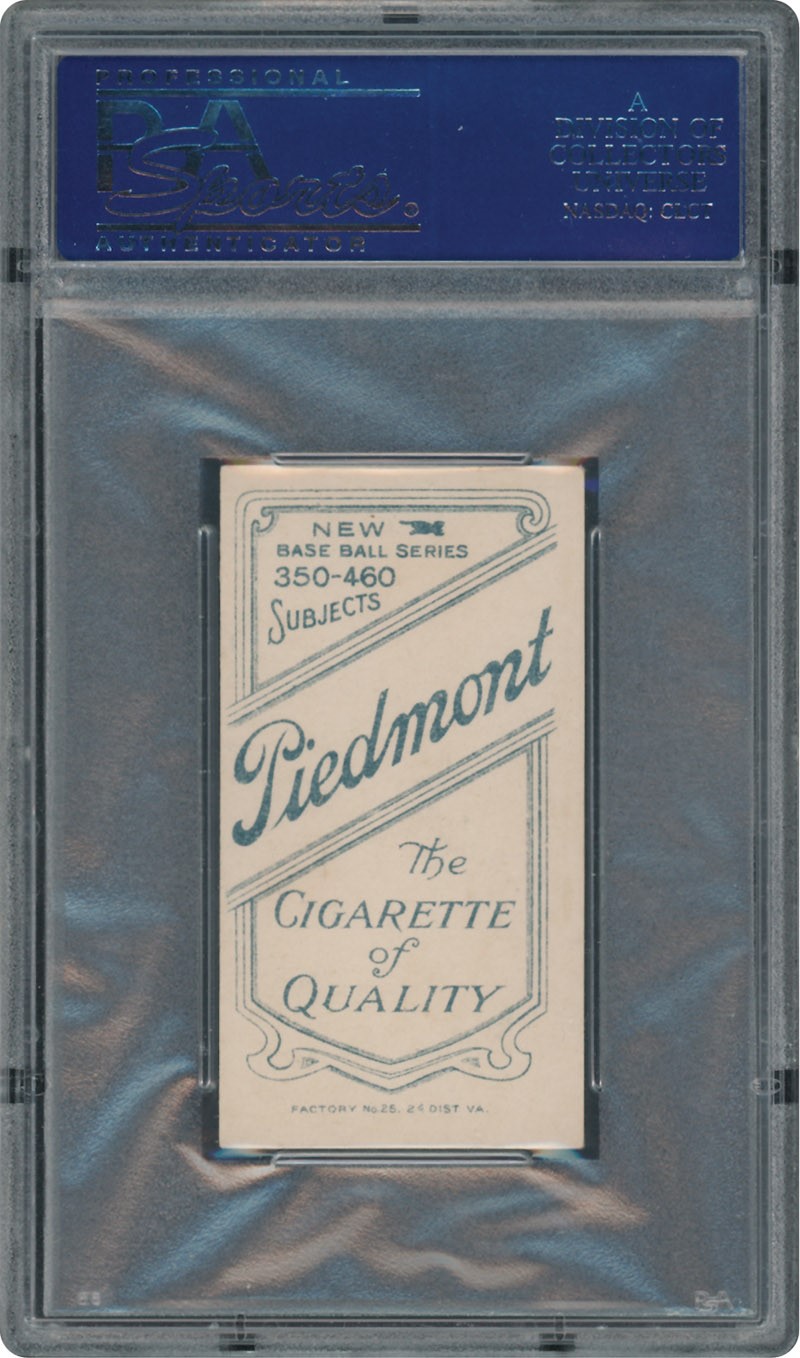 PROFESSIONAL
PSA
Sports®
AUTHENTICATOR
A
DIVISION OF
COLLECTORS
UNIVERSE
NASDAQ: CLCT
NEW
BASE BALL SERIES
350-460
SUBJECTS
Piedmont
The
CIGARETTE
of
QUALITY
FACTORY No. 25, 2d DIST VA.
PSA